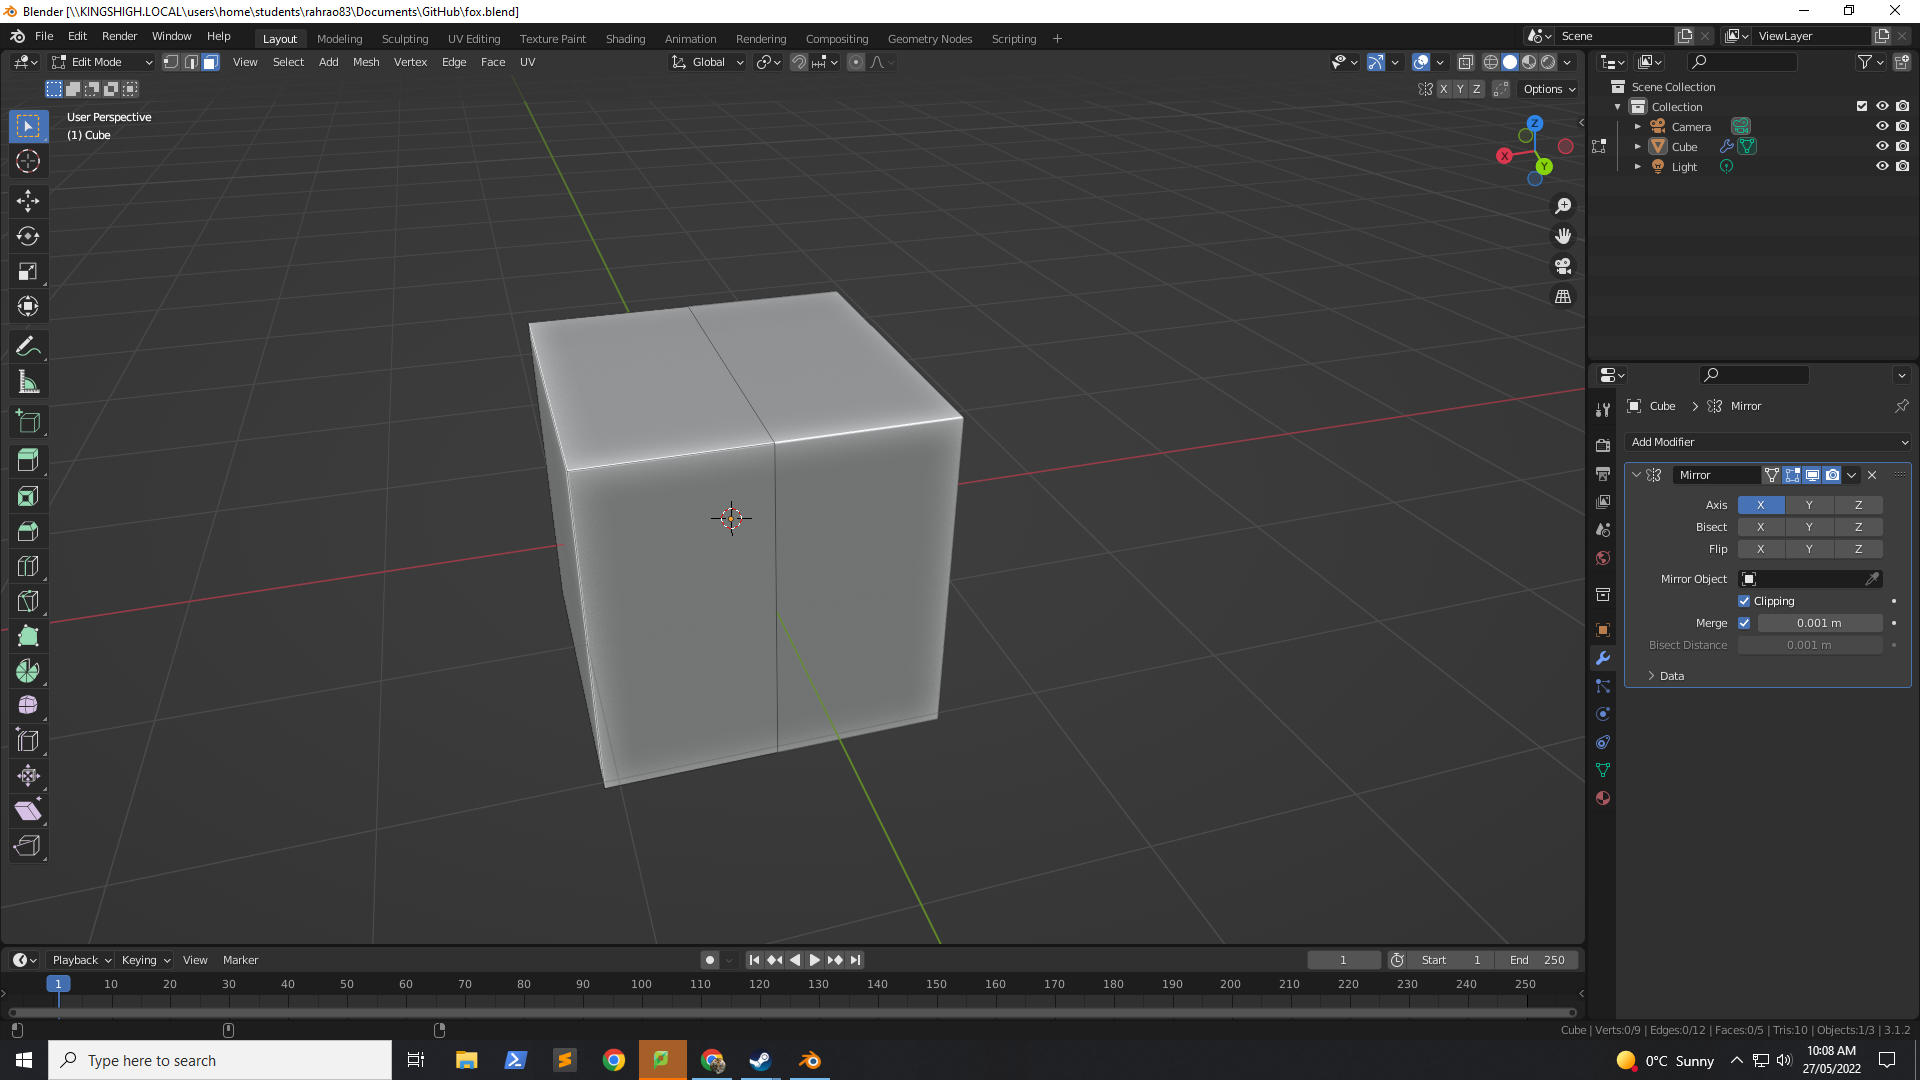 Blender [\\KINGSHIGH.LOCAL\users\home\students\rahrao83\Documents\GitHub\fox.blend]
File Edit Render Window Help Layout Modeling Sculpting UV Editing Texture Paint Shading Animation Rendering Compositing Geometry Nodes Scripting + Scene ViewLayer
Edit Mode View Select Add Mesh Vertex Edge Face UV Global
X Y Z Options
User Perspective
(1) Cube
Z
X
Y
Scene Collection
Collection
Camera
Cube
Light
Cube > Mirror
Add Modifier
Mirror
Axis X Y Z
Bisect X Y Z
Flip X Y Z
Mirror Object
Clipping
Merge 0.001 m
Bisect Distance 0.001 m
Data
Playback Keying View Marker 1 Start 1 End 250
1 10 20 30 40 50 60 70 80 90 100 110 120 130 140 150 160 170 180 190 200 210 220 230 240 250
Cube | Verts:0/9 | Edges:0/12 | Faces:0/5 | Tris:10 | Objects:1/3 | 3.1.2
Type here to search
0°C Sunny
10:08 AM
27/05/2022